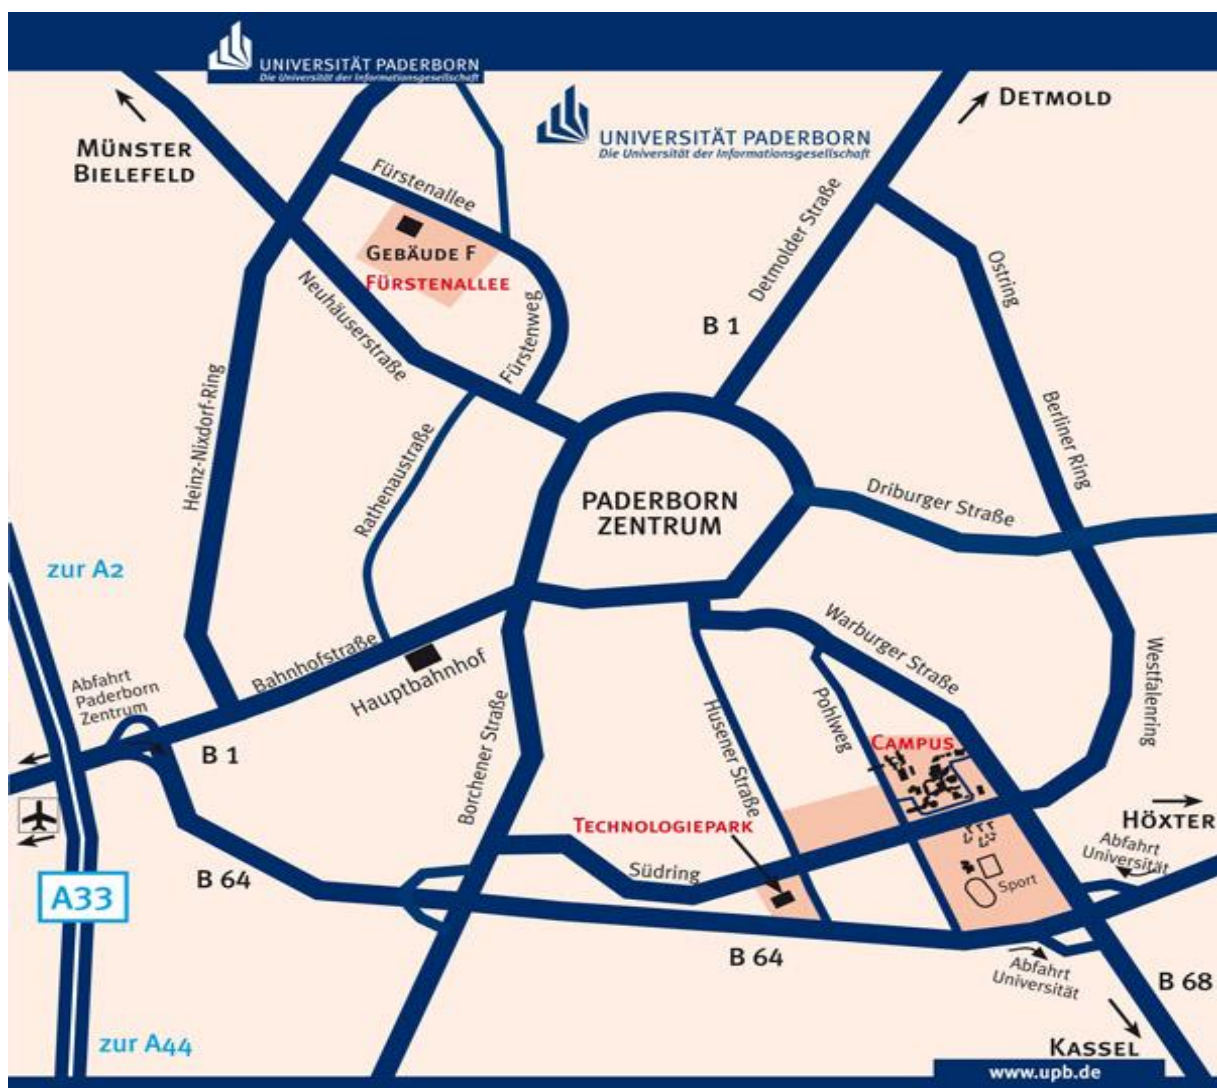 UNIVERSITÄT PADERBORN
Die Universität der Informationsgesellschaft
DETMOLD
UNIVERSITÄT PADERBORN
Die Universität der Informationsgesellschaft
MÜNSTER
BIELEFELD
Fürstenallee
Detmolder Straße
GEBÄUDE F
FÜRSTENALLEE
Ostring
Neuhäuserstraße
Fürstenweg
B 1
Heinz-Nixdorf-Ring
Berliner Ring
Rathenaustraße
PADERBORN
ZENTRUM
Driburger Straße
zur A2
Warburger Straße
Bahnhofstraße
Hauptbahnhof
Westfalenring
Abfahrt
Paderborn
Zentrum
Borchener Straße
Husener Straße
Pohlweg
B 1
CAMPUS
HÖXTER
TECHNOLOGIEPARK
Abfahrt
Universität
B 64
Südring
Sport
A33
B 64
Abfahrt
Universität
B 68
zur A44
KASSEL
www.upb.de